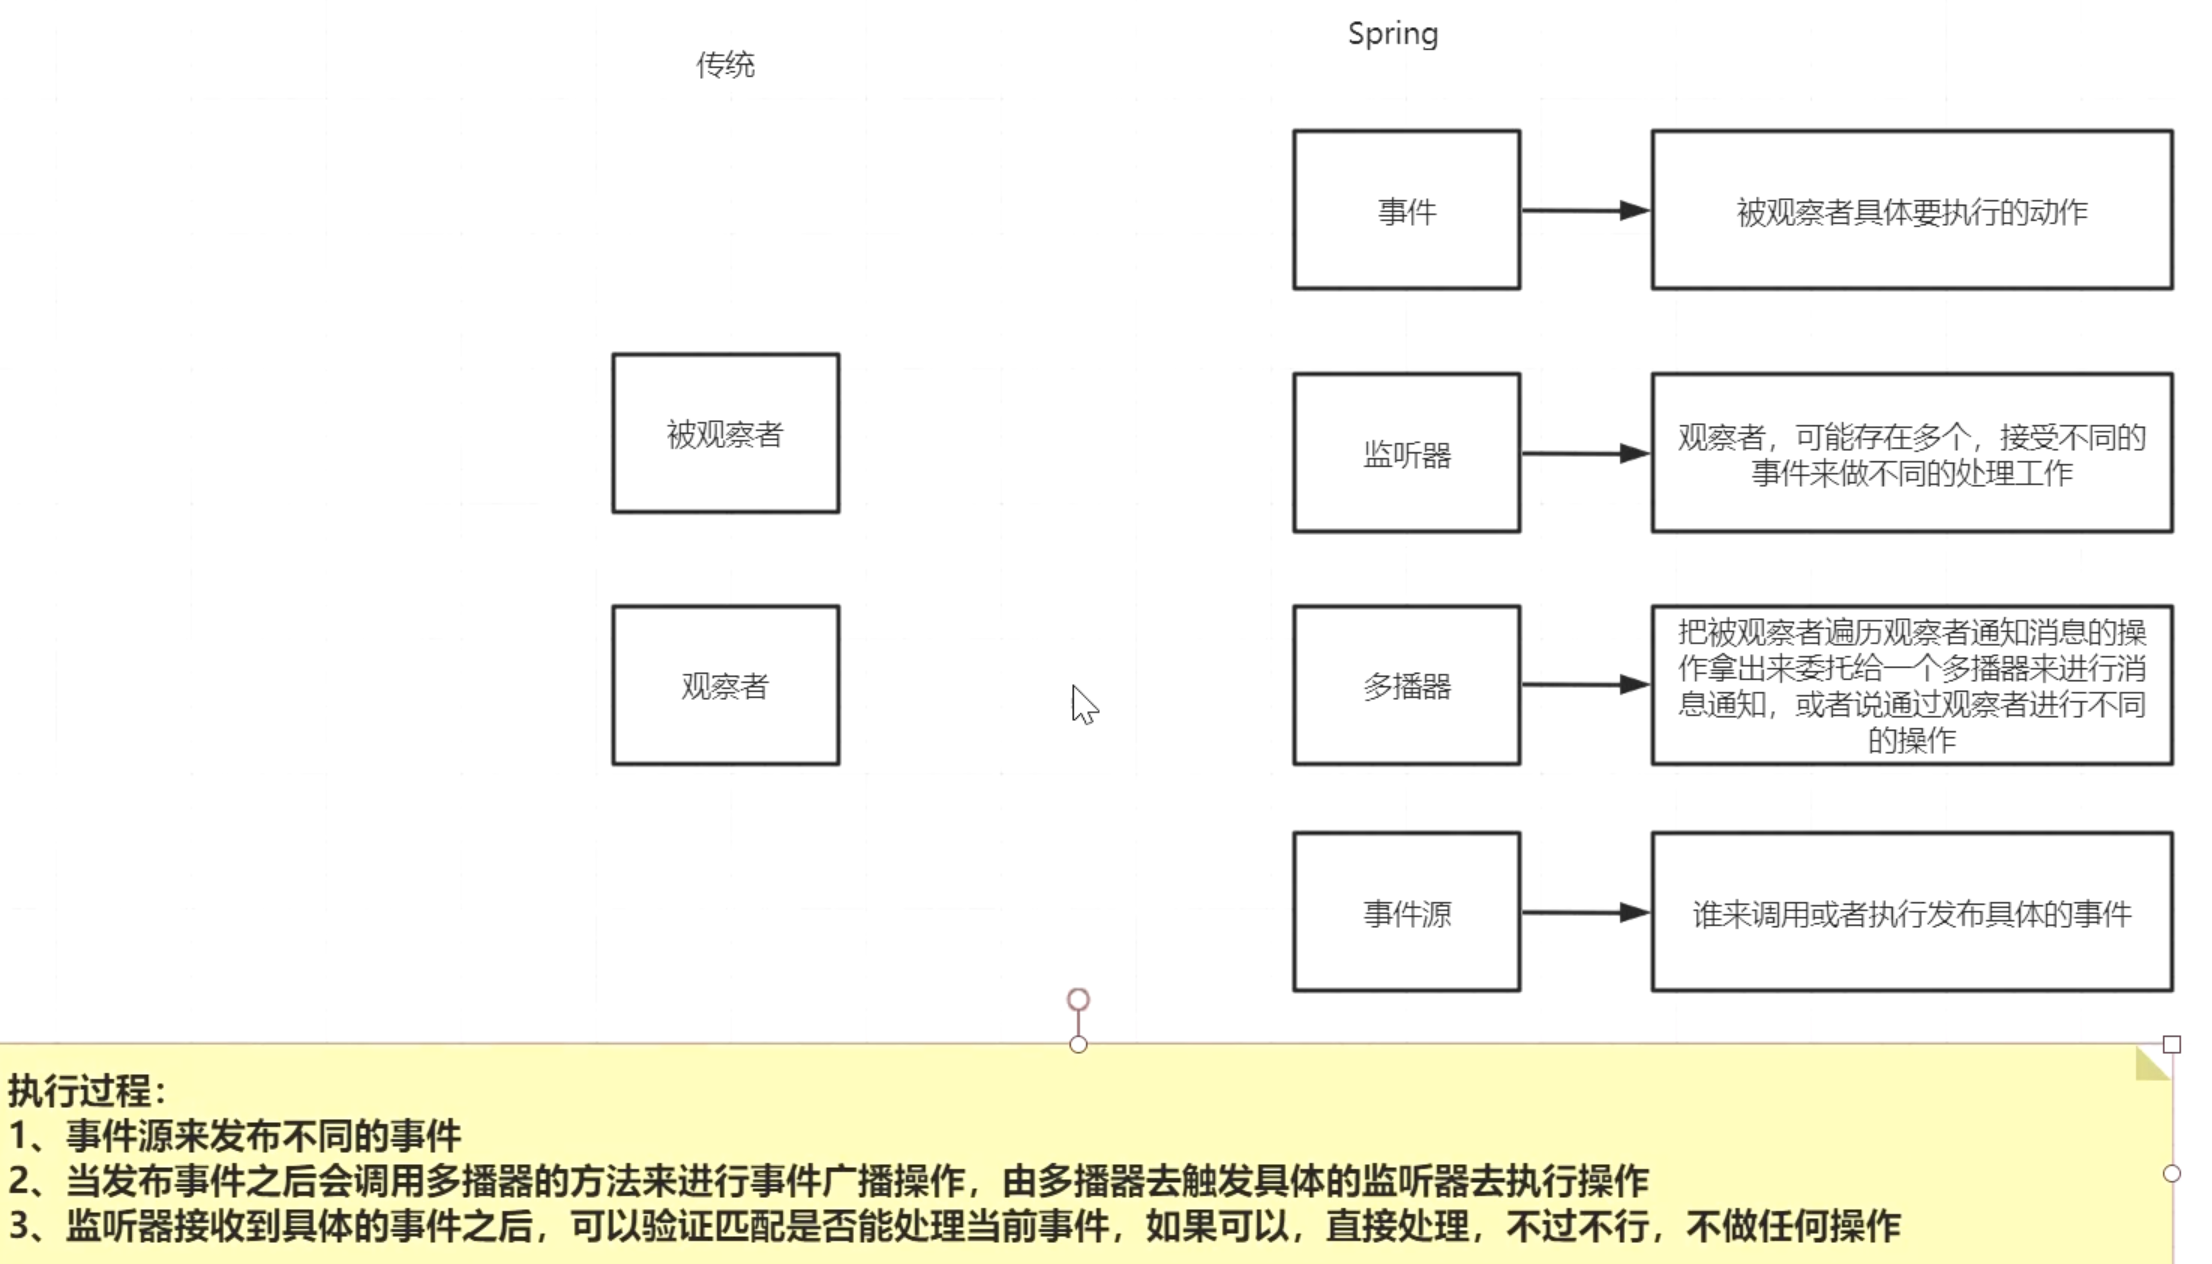 传统
Spring
事件
被观察者具体要执行的动作
被观察者
监听器
观察者，可能存在多个，接受不同的
事件来做不同的处理工作
观察者
多播器
把被观察者遍历观察者通知消息的操
作拿出来委托给一个多播器来进行消
息通知，或者说通过观察者进行不同
的操作
事件源
谁来调用或者执行发布具体的事件
执行过程：
1、事件源来发布不同的事件
2、当发布事件之后会调用多播器的方法来进行事件广播操作，由多播器去触发具体的监听器去执行操作
3、监听器接收到具体的事件之后，可以验证匹配是否能处理当前事件，如果可以，直接处理，不过不行，不做任何操作